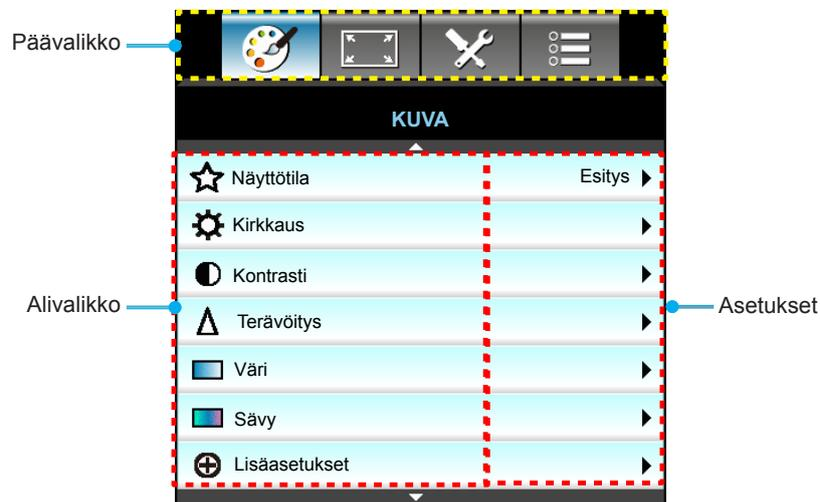 Päävalikko
KUVA
Näyttötila Esitys
Kirkkaus
Kontrasti
Alivalikko
Terävöitys
Asetukset
Väri
Sävy
Lisäasetukset